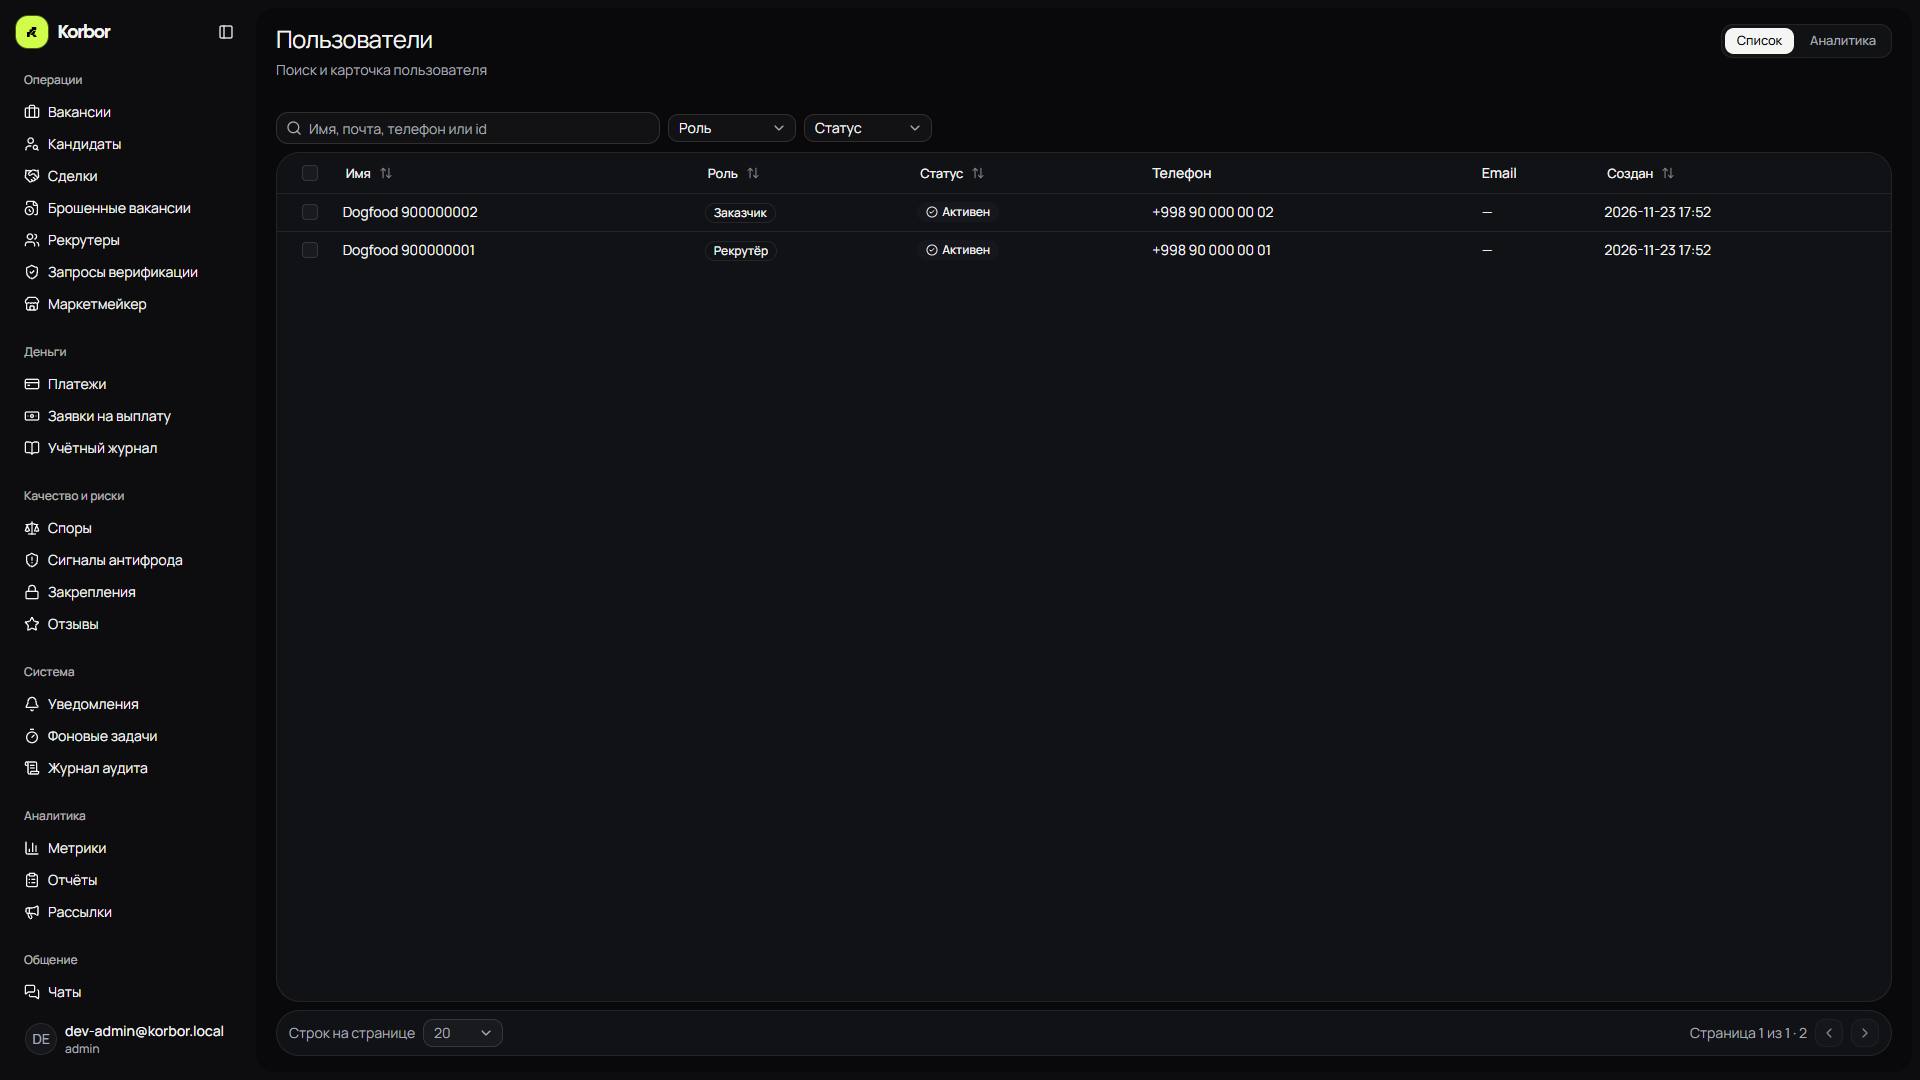 Korbor
Операции
Вакансии
Кандидаты
Сделки
Брошенные вакансии
Рекрутеры
Запросы верификации
Маркетмейкер
Деньги
Платежи
Заявки на выплату
Учётный журнал
Качество и риски
Споры
Сигналы антифрода
Закрепления
Отзывы
Система
Уведомления
Фоновые задачи
Журнал аудита
Аналитика
Метрики
Отчёты
Рассылки
Общение
Чаты
DE
dev-admin@korbor.local
admin
Пользователи
Поиск и карточка пользователя
Список Аналитика
Имя, почта, телефон или id Роль Статус
Имя Роль Статус Телефон Email Создан
Dogfood 900000002 Заказчик Активен +998 90 000 00 02 — 2026-11-23 17:52
Dogfood 900000001 Рекрутёр Активен +998 90 000 00 01 — 2026-11-23 17:52
Строк на странице 20 Страница 1 из 1 · 2